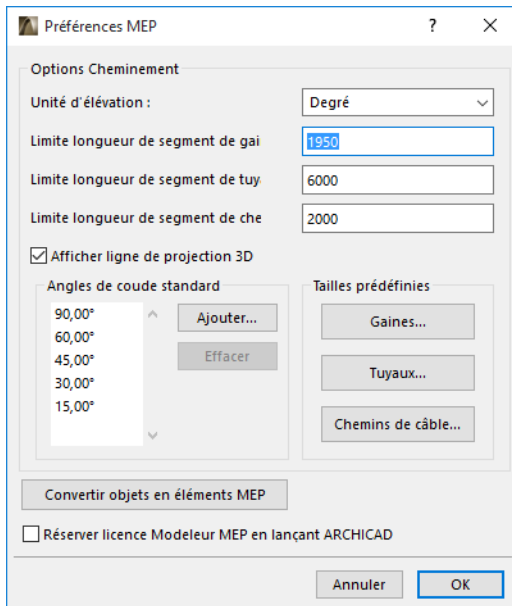 Préférences MEP
?
Options Cheminement
Unité d'élévation :
Degré
Limite longueur de segment de gai
1950
Limite longueur de segment de tuy
6000
Limite longueur de segment de che
2000
Afficher ligne de projection 3D
Angles de coude standard
90,00°
60,00°
45,00°
30,00°
15,00°
Ajouter...
Effacer
Tailles prédéfinies
Gaines...
Tuyaux...
Chemins de câble...
Convertir objets en éléments MEP
Réserver licence Modeleur MEP en lançant ARCHICAD
Annuler
OK